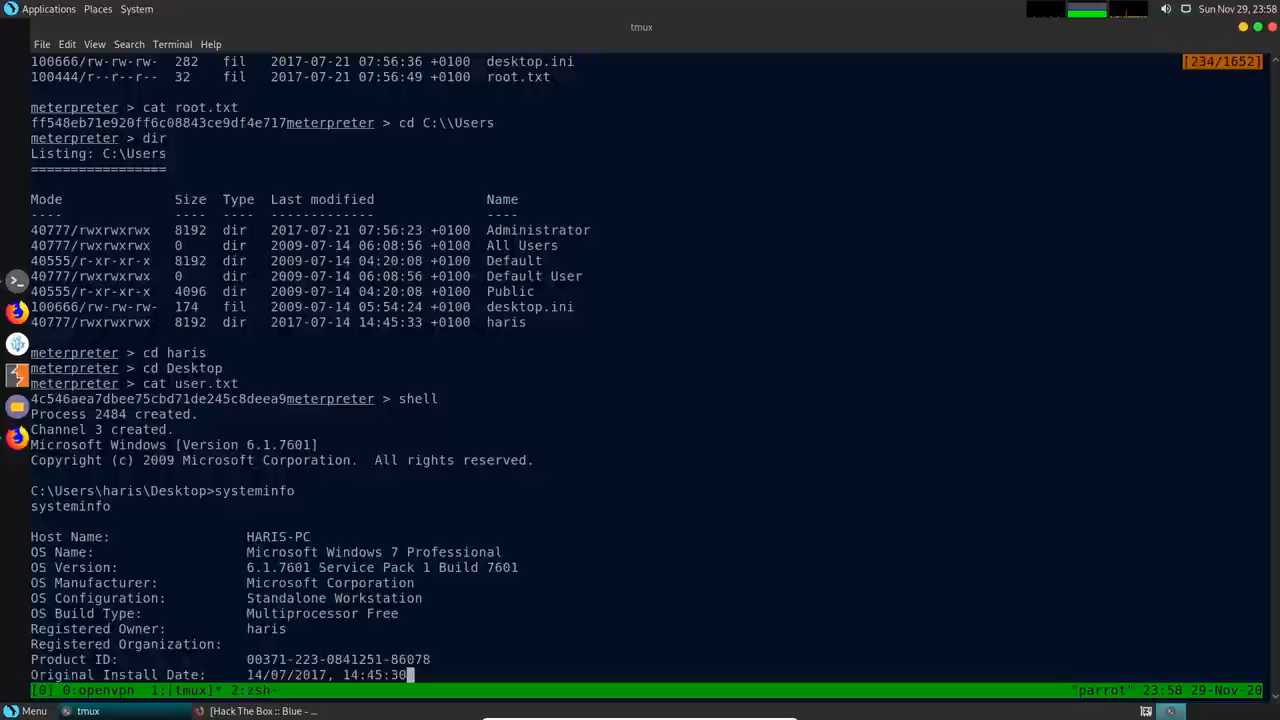 Applications Places System
Sun Nov 29, 23:58
tmux
File Edit View Search Terminal Help
100666/rw-rw-rw- 282 fil 2017-07-21 07:56:36 +0100 desktop.ini
[234/1652]
100444/r--r--r-- 32 fil 2017-07-21 07:56:49 +0100 root.txt
meterpreter > cat root.txt
ff548eb71e920ff6c08843ce9df4e717meterpreter > cd C:\\Users
meterpreter > dir
Listing: C:\Users
=================
Mode Size Type Last modified Name
---- ---- ---- ------------- ----
40777/rwxrwxrwx 8192 dir 2017-07-21 07:56:23 +0100 Administrator
40777/rwxrwxrwx 0 dir 2009-07-14 06:08:56 +0100 All Users
40555/r-xr-xr-x 8192 dir 2009-07-14 04:20:08 +0100 Default
40777/rwxrwxrwx 0 dir 2009-07-14 06:08:56 +0100 Default User
40555/r-xr-xr-x 4096 dir 2009-07-14 04:20:08 +0100 Public
100666/rw-rw-rw- 174 fil 2009-07-14 05:54:24 +0100 desktop.ini
40777/rwxrwxrwx 8192 dir 2017-07-14 14:45:33 +0100 haris
meterpreter > cd haris
meterpreter > cd Desktop
meterpreter > cat user.txt
4c546aea7dbee75cbd71de245c8deea9meterpreter > shell
Process 2484 created.
Channel 3 created.
Microsoft Windows [Version 6.1.7601]
Copyright (c) 2009 Microsoft Corporation. All rights reserved.
C:\Users\haris\Desktop>systeminfo
systeminfo
Host Name: HARIS-PC
OS Name: Microsoft Windows 7 Professional
OS Version: 6.1.7601 Service Pack 1 Build 7601
OS Manufacturer: Microsoft Corporation
OS Configuration: Standalone Workstation
OS Build Type: Multiprocessor Free
Registered Owner: haris
Registered Organization:
Product ID: 00371-223-0841251-86078
Original Install Date: 14/07/2017, 14:45:30
[0] 0:openvpn 1:[tmux]* 2:zsh- "parrot" 23:58 29-Nov-20
Menu tmux [Hack The Box :: Blue - ...